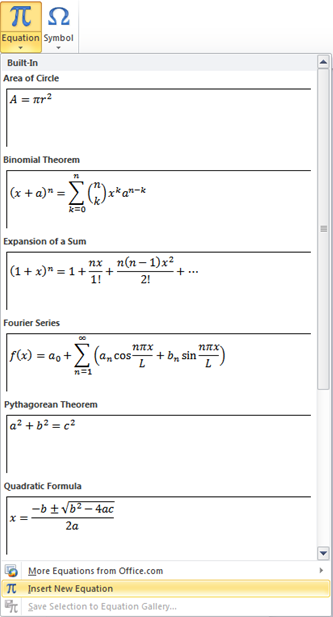 π Ω
Equation Symbol
Built-In
Area of Circle
A = πr²
Binomial Theorem
(x + a)ⁿ = ∑ₖ₌₀ⁿ (n k) xᵏaⁿ⁻ᵏ
Expansion of a Sum
(1 + x)ⁿ = 1 + nx/1! + n(n − 1)x²/2! + ⋯
Fourier Series
f(x) = a₀ + ∑ₙ₌₁^∞ (aₙ cos nπx/L + bₙ sin nπx/L)
Pythagorean Theorem
a² + b² = c²
Quadratic Formula
x = (−b ± √(b² − 4ac))/2a
More Equations from Office.com
π Insert New Equation
π Save Selection to Equation Gallery...